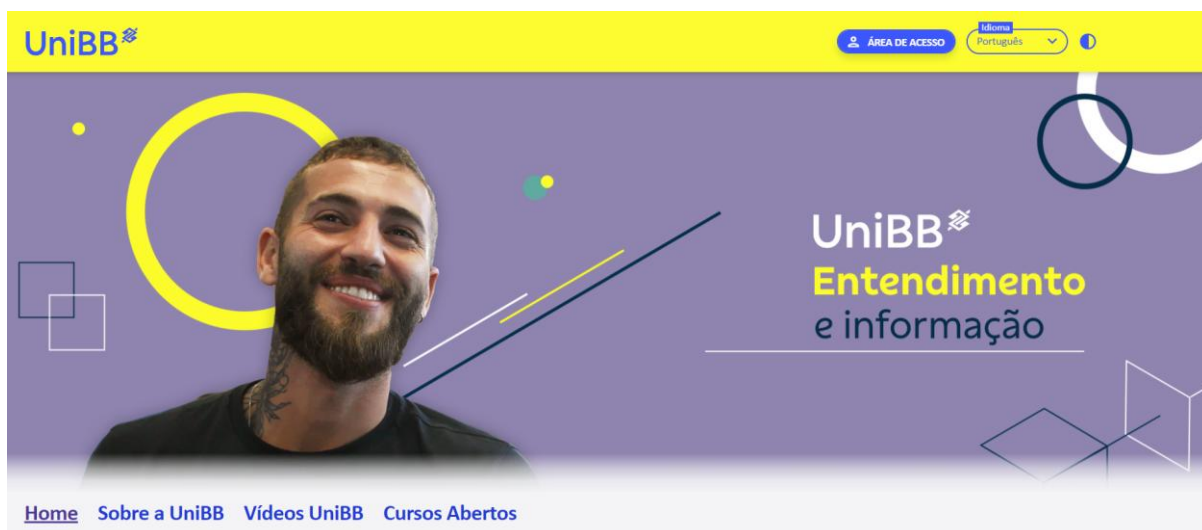 UniBB
ÁREA DE ACESSO
Idioma
Português
UniBB
Entendimento
e informação
Home Sobre a UniBB Vídeos UniBB Cursos Abertos